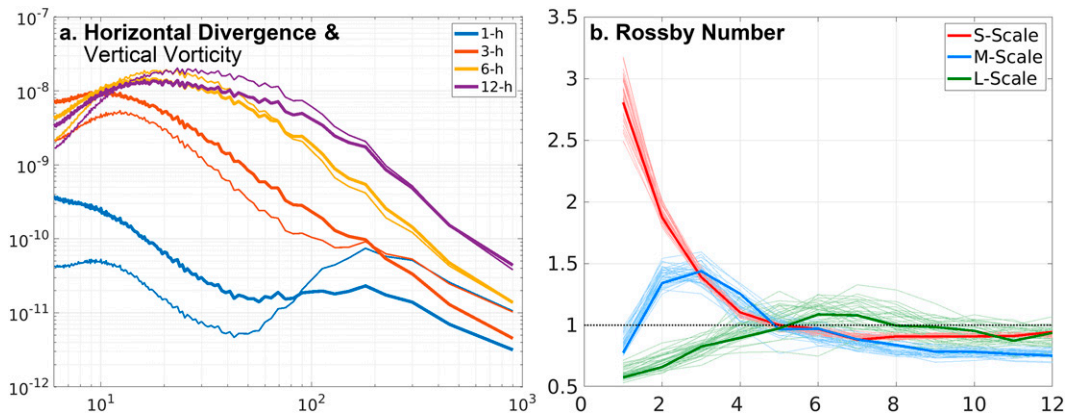 a. Horizontal Divergence &
Vertical Vorticity
1-h
3-h
6-h
12-h
10⁻⁷
10⁻⁸
10⁻⁹
10⁻¹⁰
10⁻¹¹
10⁻¹²
10¹
10²
10³
b. Rossby Number
S-Scale
M-Scale
L-Scale
3.5
3
2.5
2
1.5
1
0.5
0
2
4
6
8
10
12